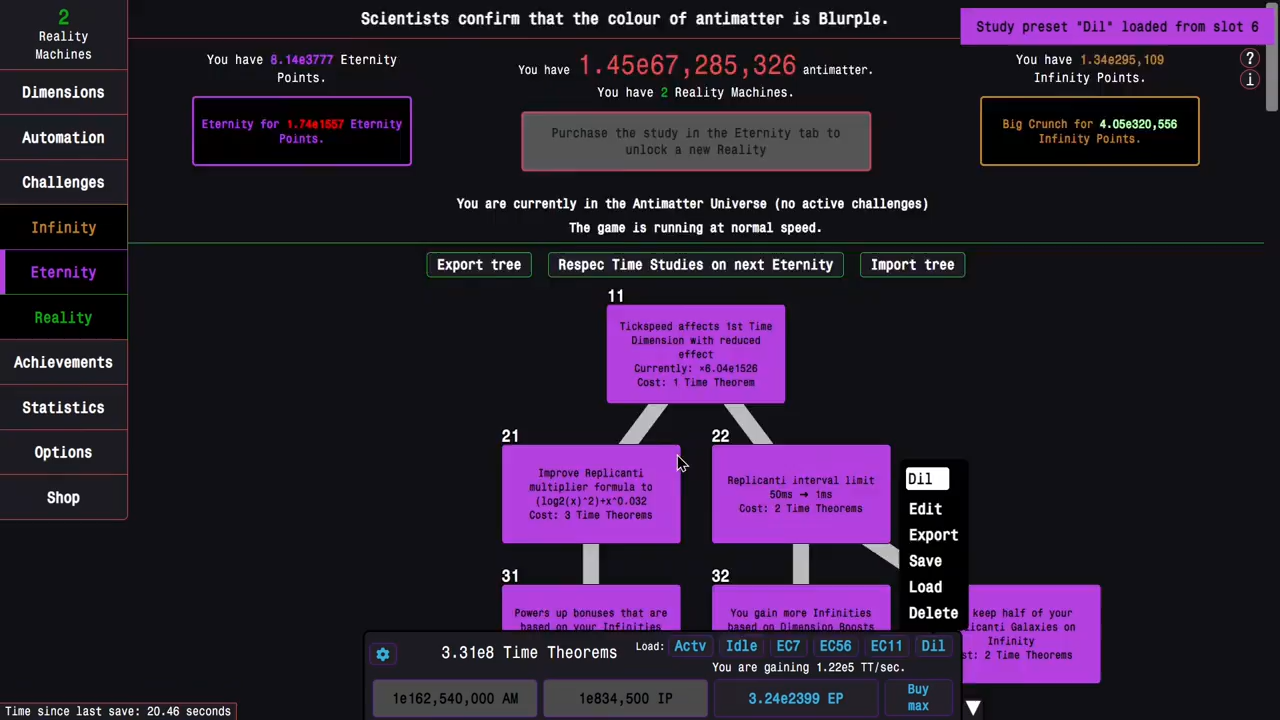 2
Reality
Machines
Dimensions
Automation
Challenges
Infinity
Eternity
Reality
Achievements
Statistics
Options
Shop
Scientists confirm that the colour of antimatter is Blurple.
Study preset "Dil" loaded from slot 6
You have 8.14e3777 Eternity
Points.
Eternity for 1.74e1557 Eternity
Points.
You have 1.45e67,285,326 antimatter.
You have 2 Reality Machines.
Purchase the study in the Eternity tab to
unlock a new Reality
You have 1.34e295,109
Infinity Points.
Big Crunch for 4.05e320,556
Infinity Points.
?
i
You are currently in the Antimatter Universe (no active challenges)
The game is running at normal speed.
Export tree
Respec Time Studies on next Eternity
Import tree
11
Tickspeed affects 1st Time
Dimension with reduced
effect
Currently: ×6.04e1526
Cost: 1 Time Theorem
21
Improve Replicanti
multiplier formula to
(log2(x)^2)+x^0.032
Cost: 3 Time Theorems
22
Replicanti interval limit
50ms → 1ms
Cost: 2 Time Theorems
Dil
Edit
Export
Save
Load
Delete
31
Powers up bonuses that are
based on your Infinities
32
You gain more Infinities
based on Dimension Boosts
keep half of your
licanti Galaxies on
Infinity
st: 2 Time Theorems
3.31e8 Time Theorems
Load:
Actv
Idle
EC7
EC56
EC11
Dil
You are gaining 1.22e5 TT/sec.
1e162,540,000 AM
1e834,500 IP
3.24e2399 EP
Buy
max
Time since last save: 20.46 seconds